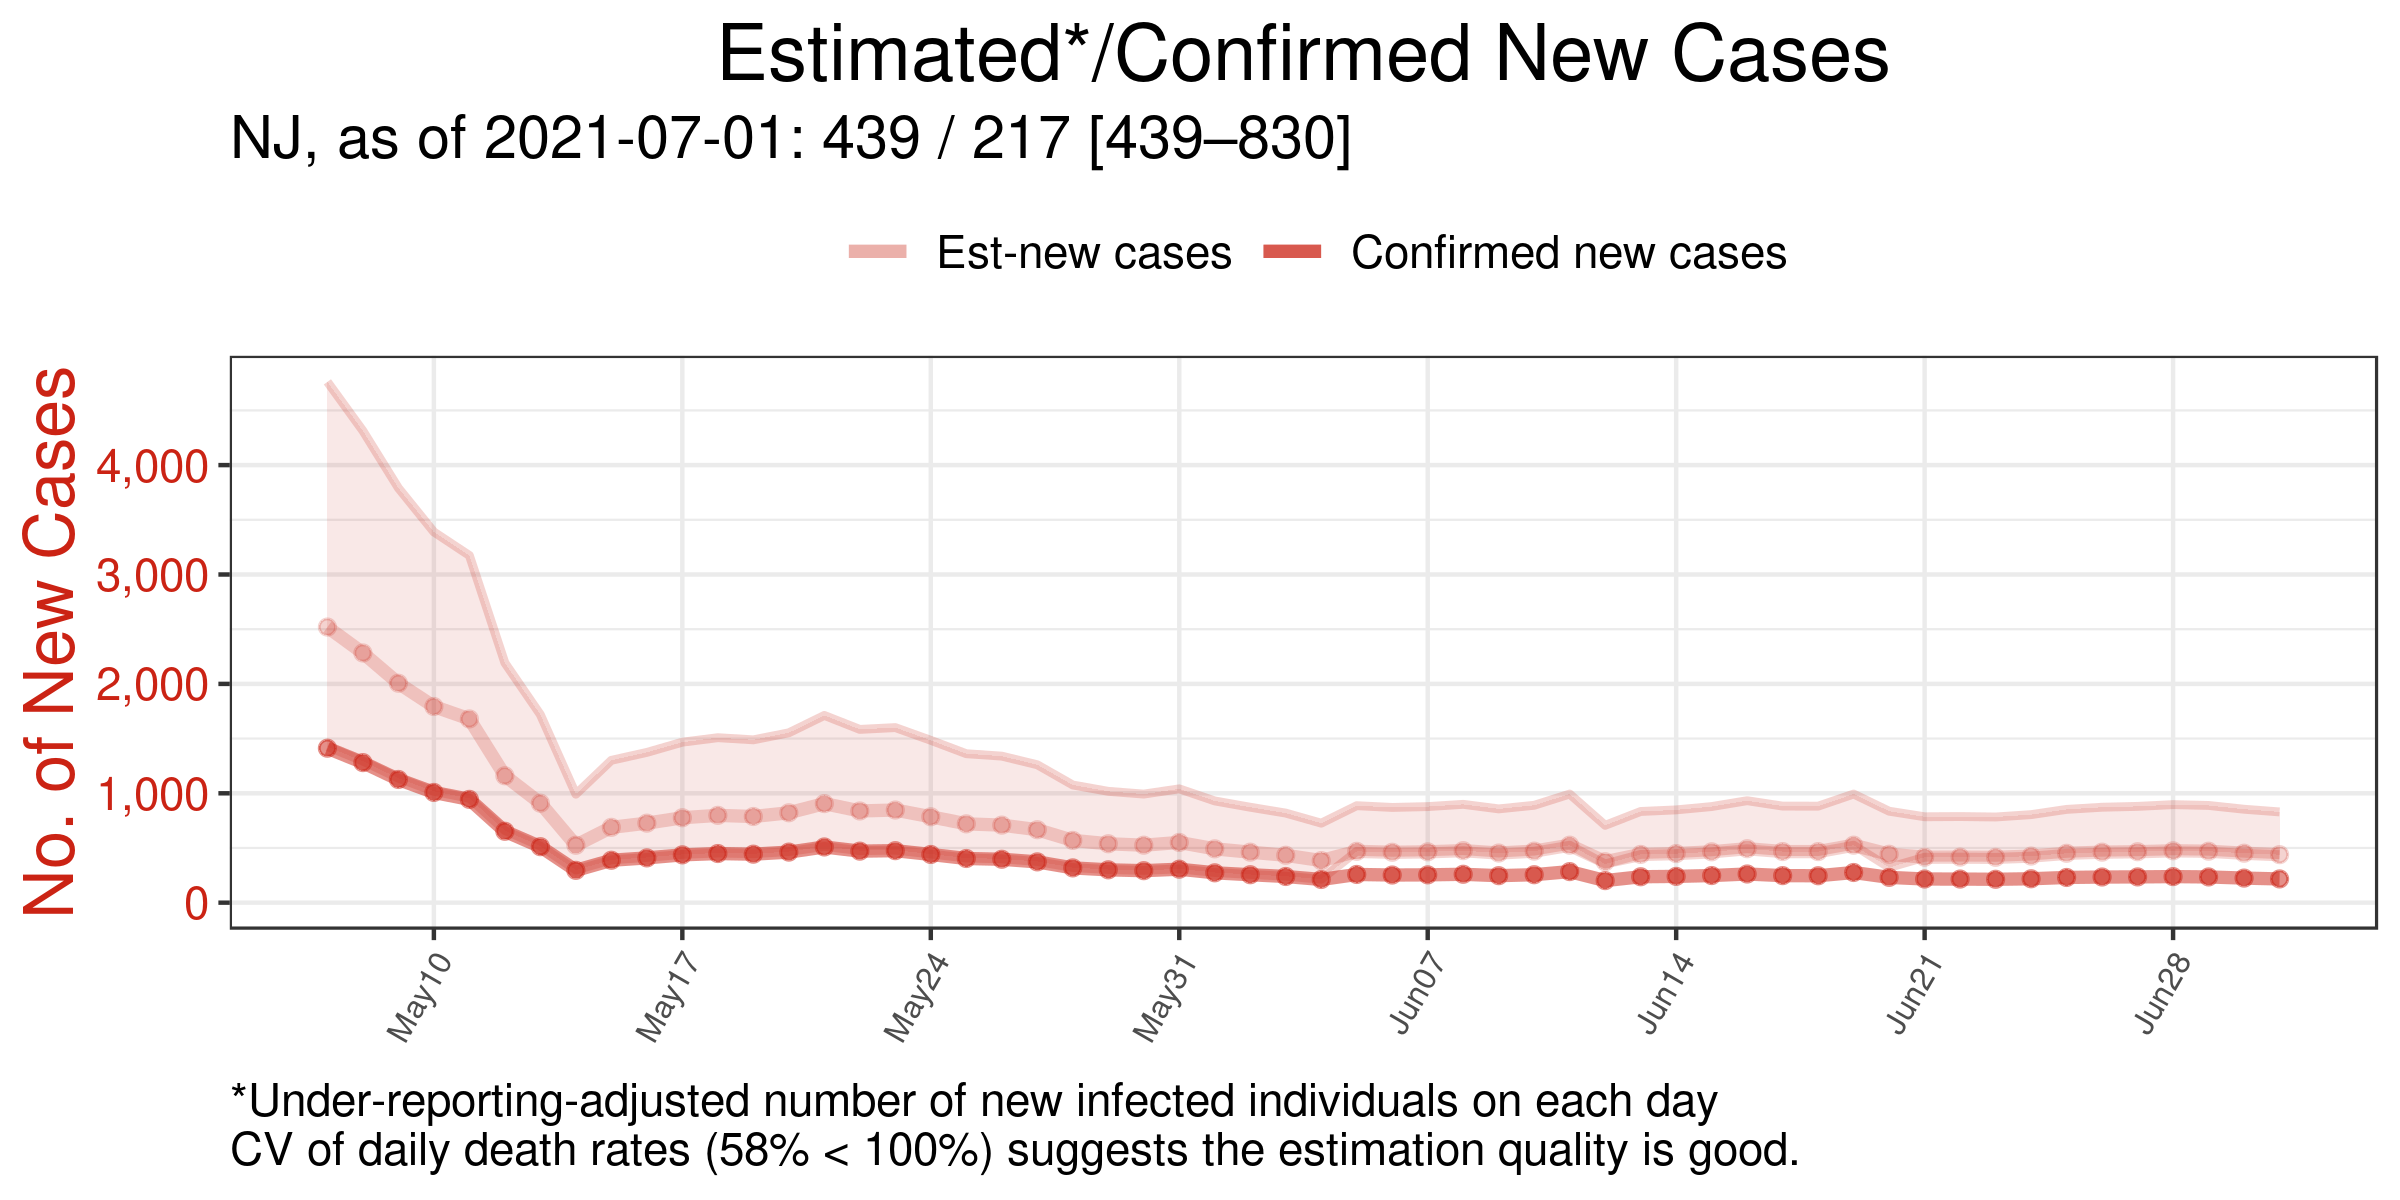 Estimated*/Confirmed New Cases
NJ, as of 2021-07-01: 439 / 217 [439–830]
Est-new cases Confirmed new cases
No. of New Cases
4,000
3,000
2,000
1,000
0
May10 May17 May24 May31 Jun07 Jun14 Jun21 Jun28
*Under-reporting-adjusted number of new infected individuals on each day
CV of daily death rates (58% < 100%) suggests the estimation quality is good.